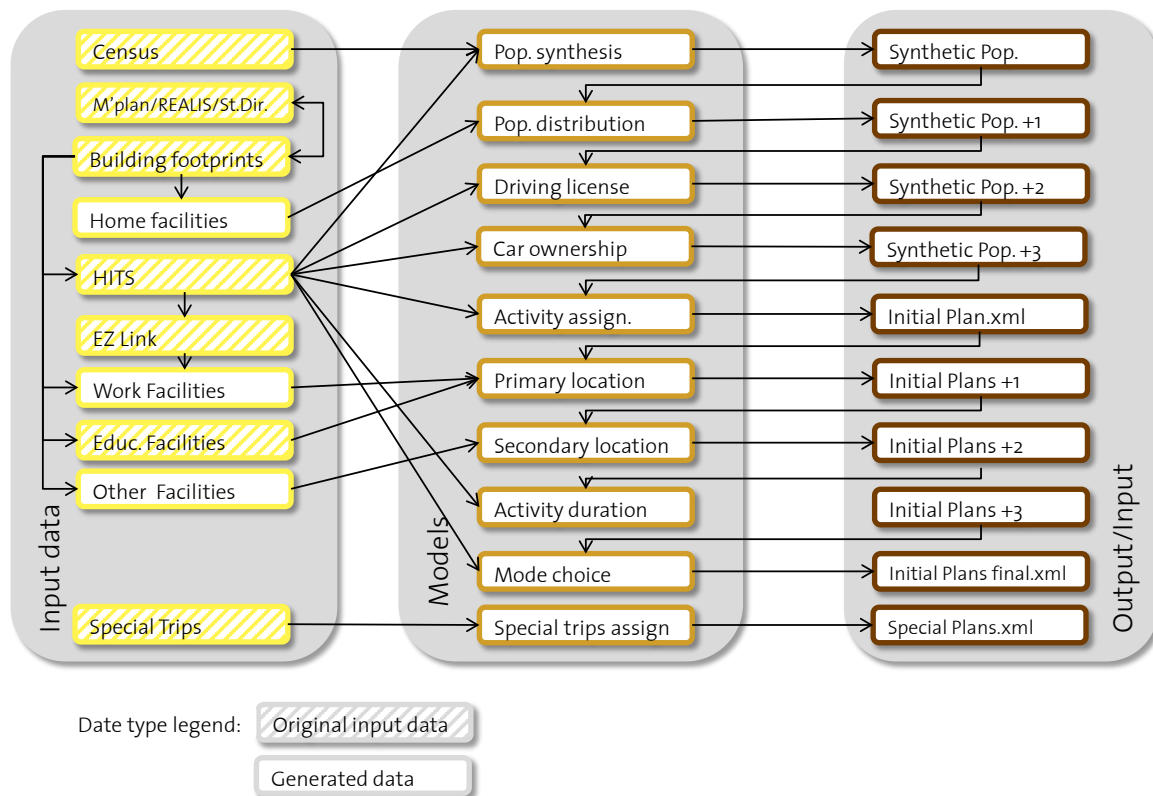 Census
M'plan/REALIS/St.Dir.
Building footprints
Home facilities
HITS
EZ Link
Work Facilities
Educ. Facilities
Other Facilities
Special Trips
Input data
Pop. synthesis
Pop. distribution
Driving license
Car ownership
Activity assign.
Primary location
Secondary location
Activity duration
Mode choice
Special trips assign
Models
Synthetic Pop.
Synthetic Pop. +1
Synthetic Pop. +2
Synthetic Pop. +3
Initial Plan.xml
Initial Plans +1
Initial Plans +2
Initial Plans +3
Initial Plans final.xml
Special Plans.xml
Output/Input
Date type legend:
Original input data
Generated data